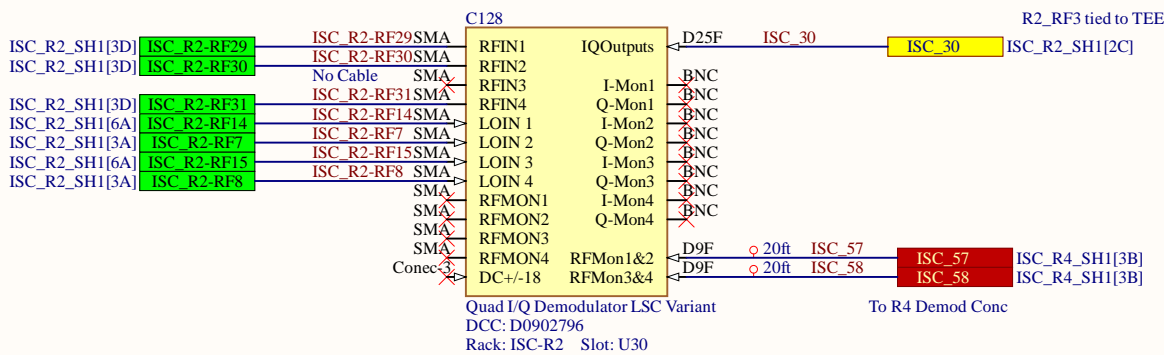 C128
R2_RF3 tied to TEE
ISC_R2_SH1[3D] ISC_R2-RF29 ISC_R2-RF29 SMA RFIN1 IQOutputs D25F ISC_30 ISC_30 ISC_R2_SH1[2C]
ISC_R2_SH1[3D] ISC_R2-RF30 ISC_R2-RF30 SMA RFIN2
No Cable SMA RFIN3 I-Mon1 BNC
ISC_R2_SH1[3D] ISC_R2-RF31 ISC_R2-RF31 SMA RFIN4 Q-Mon1 BNC
ISC_R2_SH1[6A] ISC_R2-RF14 ISC_R2-RF14 SMA LOIN 1 I-Mon2 BNC
ISC_R2_SH1[3A] ISC_R2-RF7 ISC_R2-RF7 SMA LOIN 2 Q-Mon2 BNC
ISC_R2_SH1[6A] ISC_R2-RF15 ISC_R2-RF15 SMA LOIN 3 I-Mon3 BNC
ISC_R2_SH1[3A] ISC_R2-RF8 ISC_R2-RF8 SMA LOIN 4 Q-Mon3 BNC
SMA RFMON1 I-Mon4 BNC
SMA RFMON2 Q-Mon4 BNC
SMA RFMON3
SMA RFMON4 RFMon1&2 D9F 20ft ISC_57 ISC_57 ISC_R4_SH1[3B]
Conec-3 DC+/-18 RFMon3&4 D9F 20ft ISC_58 ISC_58 ISC_R4_SH1[3B]
Quad I/Q Demodulator LSC Variant To R4 Demod Conc
DCC: D0902796
Rack: ISC-R2 Slot: U30